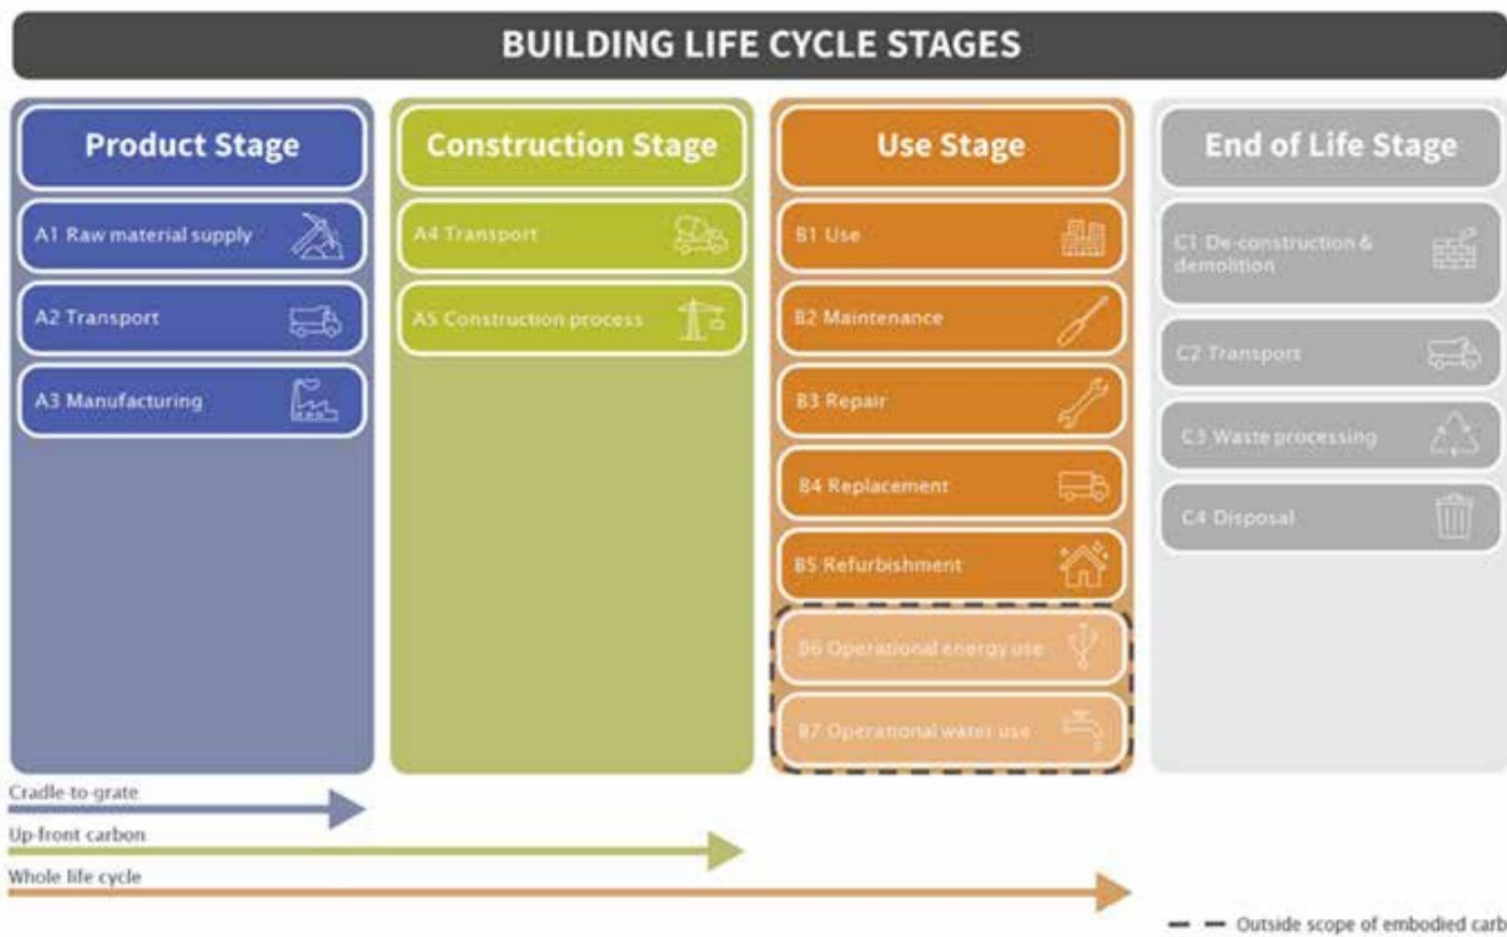 BUILDING LIFE CYCLE STAGES
Product Stage
A1 Raw material supply
A2 Transport
A3 Manufacturing
Construction Stage
A4 Transport
A5 Construction process
Use Stage
B1 Use
B2 Maintenance
B3 Repair
B4 Replacement
B5 Refurbishment
B6 Operational energy use
B7 Operational water use
End of Life Stage
C1 De-construction &
demolition
C2 Transport
C3 Waste processing
C4 Disposal
Cradle-to-grate
Up-front carbon
Whole life cycle
Outside scope of embodied carb